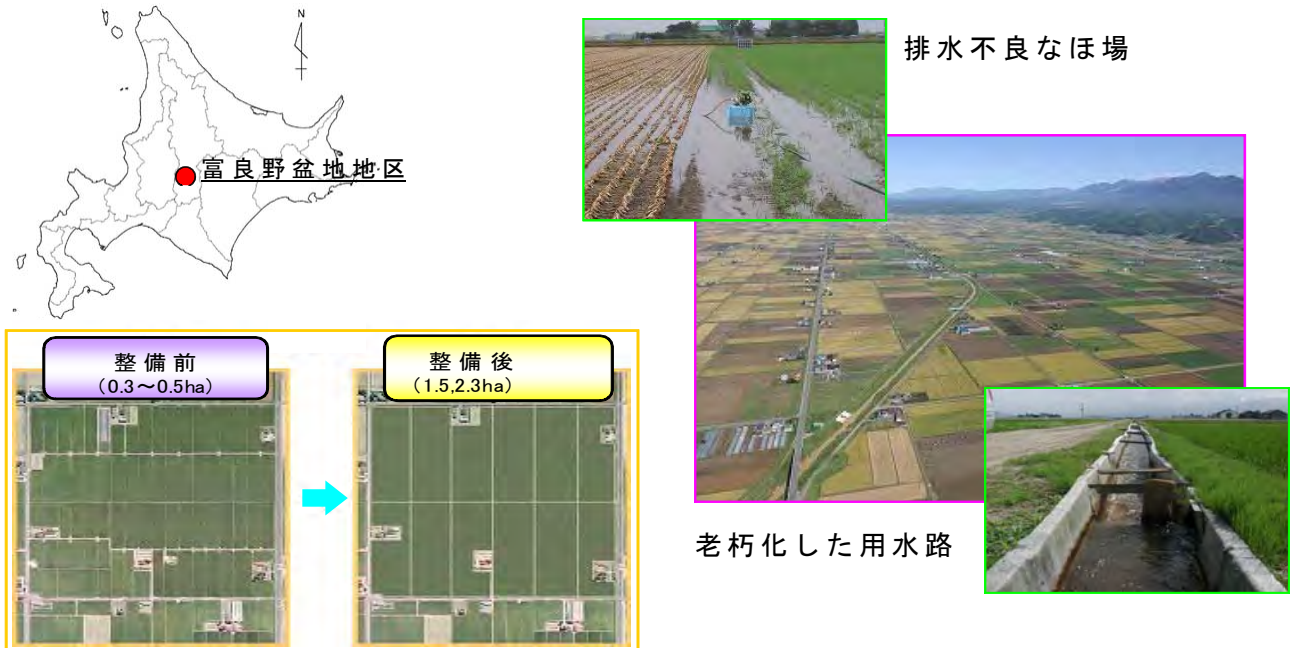 N
富良野盆地地区
排水不良なほ場
整備前
(0.3～0.5ha)
整備後
(1.5,2.3ha)
老朽化した用水路